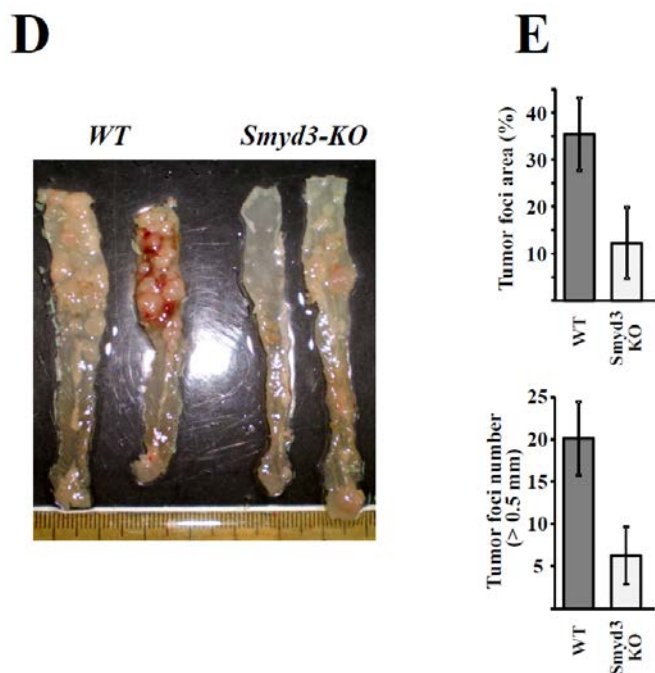 D
WT Smyd3-KO
E
Tumor foci area (%)
40
30
20
10
WT
Smyd3
KO
Tumor foci number
(> 0.5 mm)
25
20
15
10
5
WT
Smyd3
KO